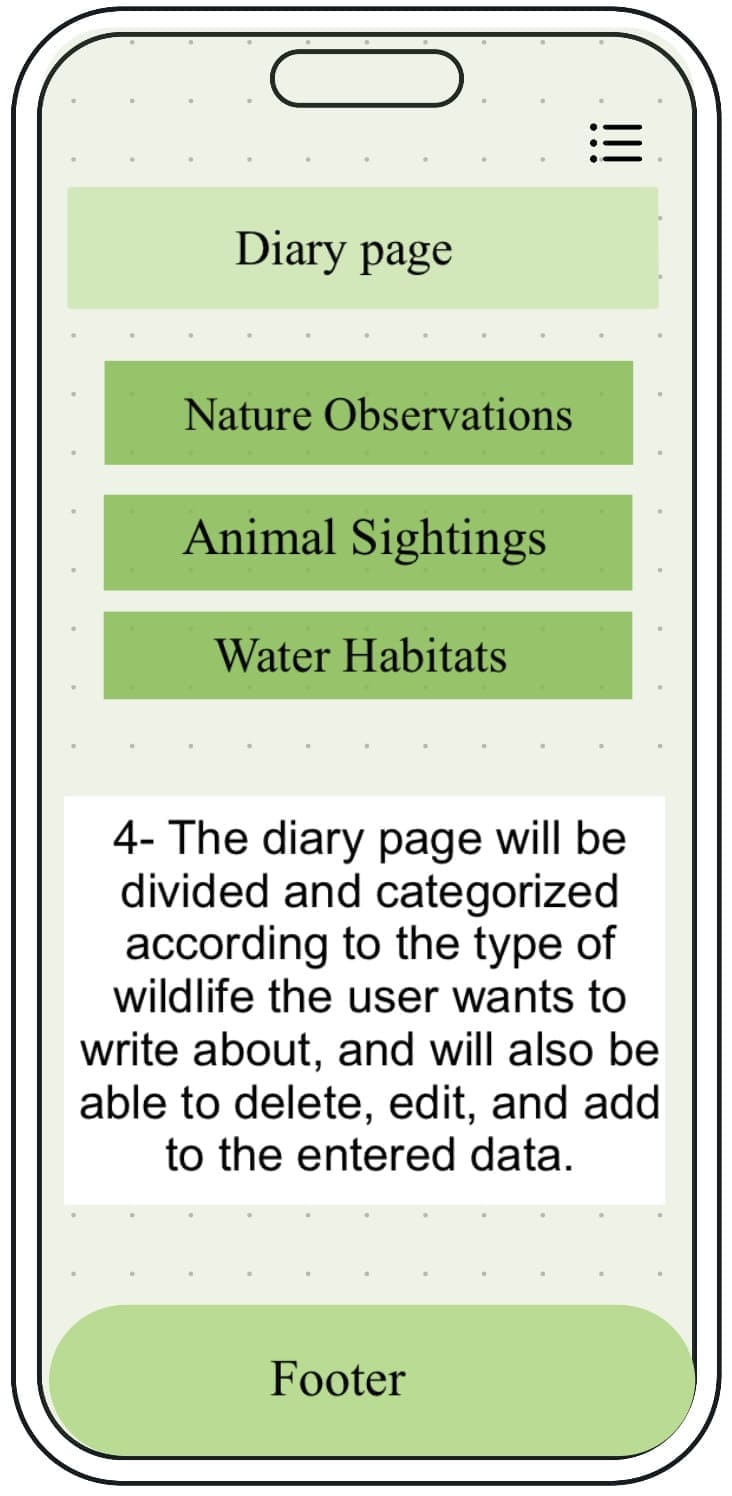 Diary page
Nature Observations
Animal Sightings
Water Habitats
4- The diary page will be
divided and categorized
according to the type of
wildlife the user wants to
write about, and will also be
able to delete, edit, and add
to the entered data.
Footer